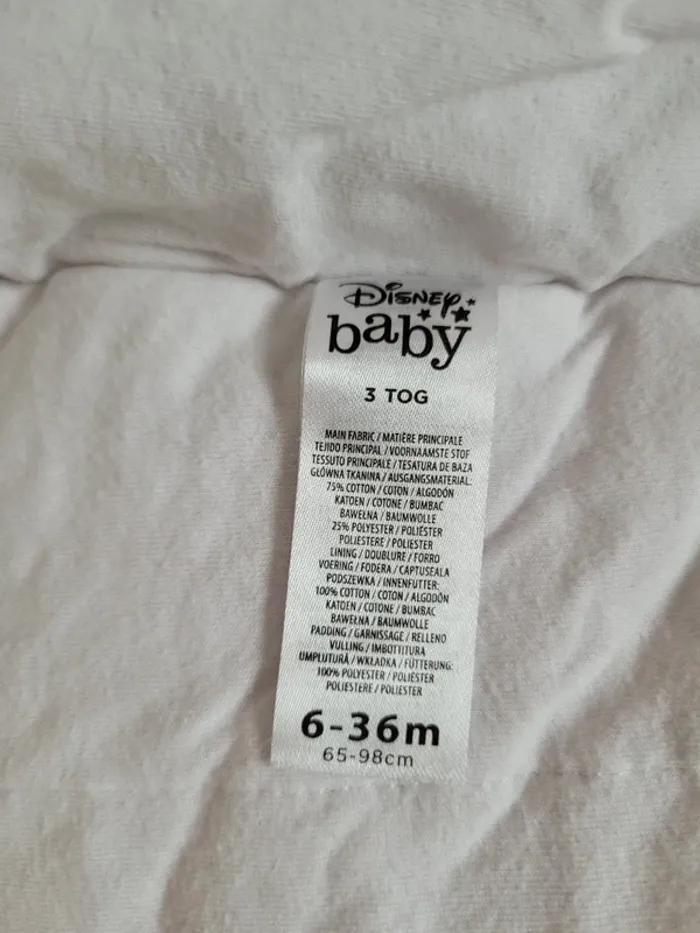 Disney
baby
3 TOG
MAIN FABRIC / MATIÈRE PRINCIPALE
TEJIDO PRINCIPAL / VOORNAAMSTE STOF
TESSUTO PRINCIPALE / TESATURA DE BAZA
GŁÓWNA TKANINA / AUSGANGSMATERIAL:
75% COTTON / COTON / ALGODÓN
KATOEN / COTONE / BUMBAC
BAWEŁNA / BAUMWOLLE
25% POLYESTER / POLIÉSTER
POLIESTERE / POLIESTER
LINING / DOUBLURE / FORRO
VOERING / FODERA / CAPTUSEALA
PODSZEWKA / INNENFUTTER:
100% COTTON / COTON / ALGODÓN
KATOEN / COTONE / BUMBAC
BAWEŁNA / BAUMWOLLE
PADDING / GARNISSAGE / RELLENO
VULLING / IMBOTTITURA
UMPLUTURĂ / WKŁADKA / FÜTTERUNG:
100% POLYESTER / POLIÉSTER
POLIESTERE / POLIESTER
6-36m
65-98cm